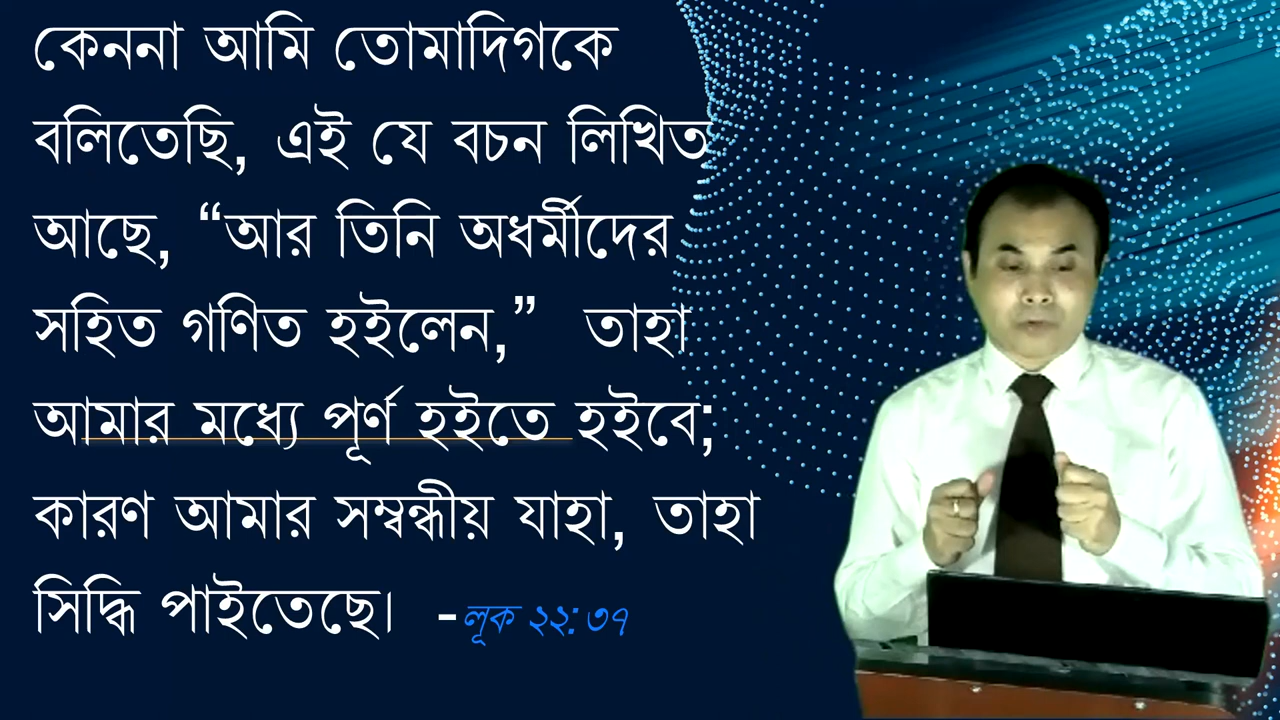 কেননা আমি তোমাদিগকে
বলিতেছি, এই যে বচন লিখিত
আছে, “আর তিনি অধর্মীদের
সহিত গণিত হইলেন,” তাহা
আমার মধ্যে পূর্ণ হইতে হইবে;
কারণ আমার সম্বন্ধীয় যাহা, তাহা
সিদ্ধি পাইতেছে। -লূক ২২:৩৭